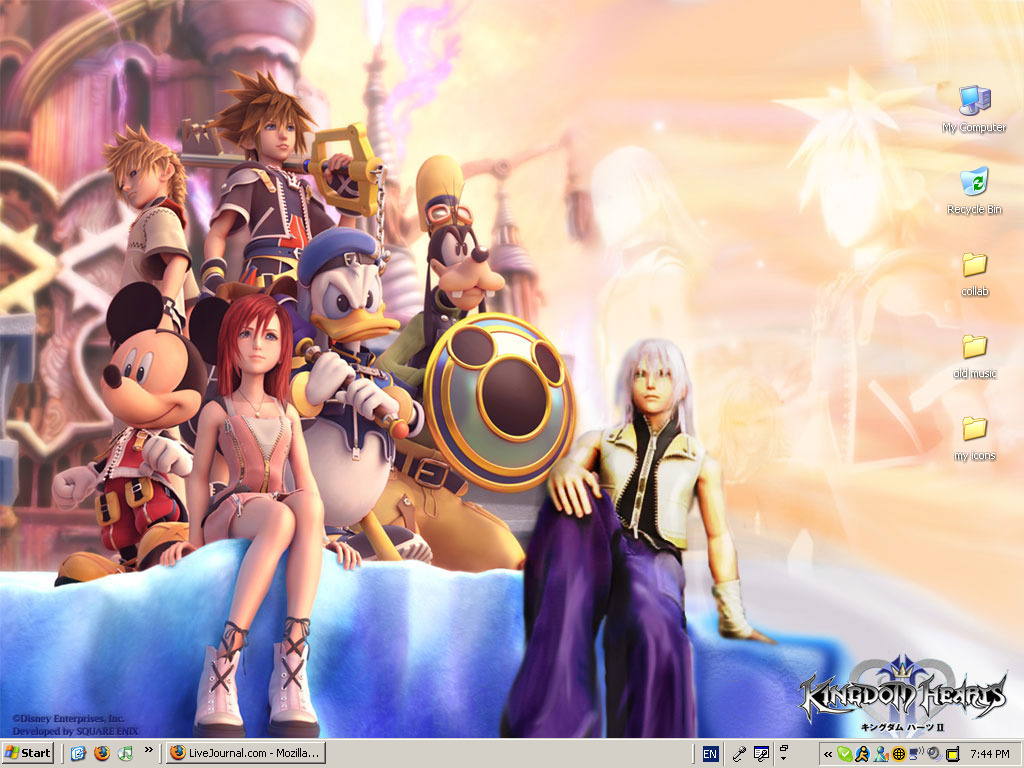 My Computer
Recycle Bin
collab
old music
my icons
©Disney Enterprises, Inc.
Developed by SQUARE ENIX
KINGDOM HEARTS
キングダム ハーツ II
Start
»
LiveJournal.com - Mozilla...
EN
«
7:44 PM